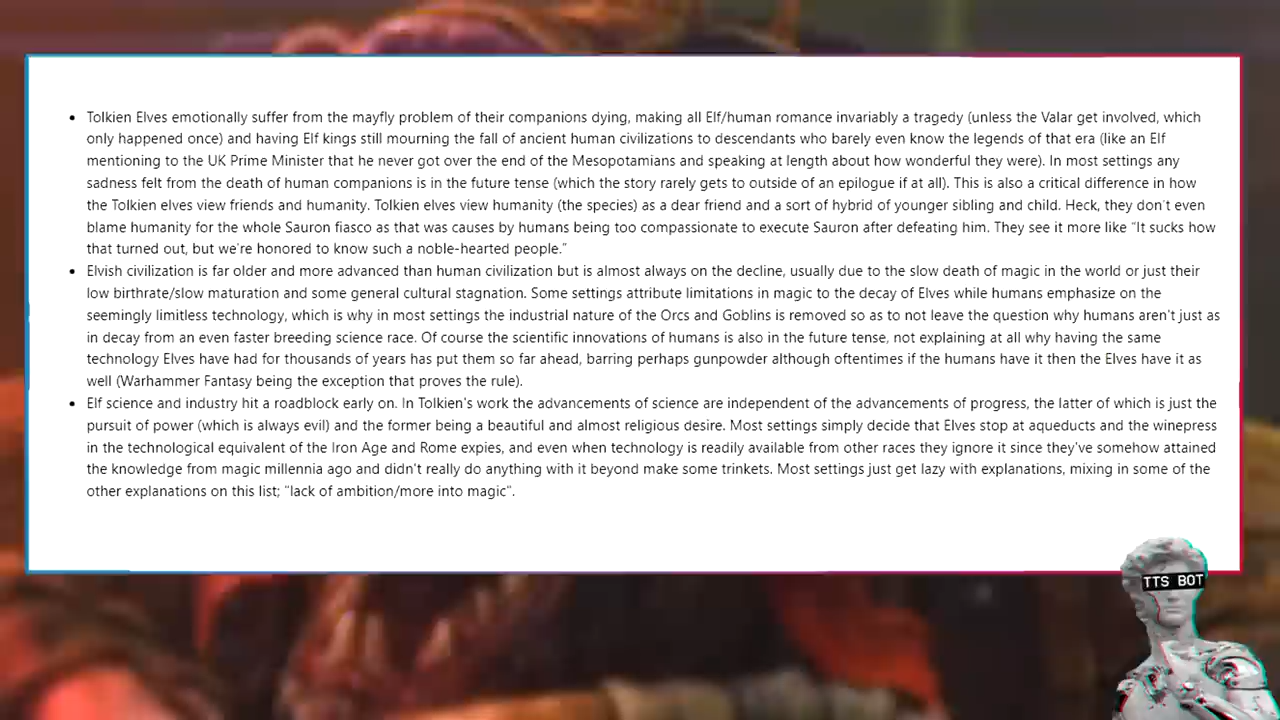 • Tolkien Elves emotionally suffer from the mayfly problem of their companions dying, making all Elf/human romance invariably a tragedy (unless the Valar get involved, which
only happened once) and having Elf kings still mourning the fall of ancient human civilizations to descendants who barely even know the legends of that era (like an Elf
mentioning to the UK Prime Minister that he never got over the end of the Mesopotamians and speaking at length about how wonderful they were). In most settings any
sadness felt from the death of human companions is in the future tense (which the story rarely gets to outside of an epilogue if at all). This is also a critical difference in how
the Tolkien elves view friends and humanity. Tolkien elves view humanity (the species) as a dear friend and a sort of hybrid of younger sibling and child. Heck, they don't even
blame humanity for the whole Sauron fiasco as that was causes by humans being too compassionate to execute Sauron after defeating him. They see it more like "It sucks how
that turned out, but we're honored to know such a noble-hearted people."
• Elvish civilization is far older and more advanced than human civilization but is almost always on the decline, usually due to the slow death of magic in the world or just their
low birthrate/slow maturation and some general cultural stagnation. Some settings attribute limitations in magic to the decay of Elves while humans emphasize on the
seemingly limitless technology, which is why in most settings the industrial nature of the Orcs and Goblins is removed so as to not leave the question why humans aren't just as
in decay from an even faster breeding science race. Of course the scientific innovations of humans is also in the future tense, not explaining at all why having the same
technology Elves have had for thousands of years has put them so far ahead, barring perhaps gunpowder although oftentimes if the humans have it then the Elves have it as
well (Warhammer Fantasy being the exception that proves the rule).
• Elf science and industry hit a roadblock early on. In Tolkien's work the advancements of science are independent of the advancements of progress, the latter of which is just the
pursuit of power (which is always evil) and the former being a beautiful and almost religious desire. Most settings simply decide that Elves stop at aqueducts and the winepress
in the technological equivalent of the Iron Age and Rome expies, and even when technology is readily available from other races they ignore it since they've somehow attained
the knowledge from magic millennia ago and didn't really do anything with it beyond make some trinkets. Most settings just get lazy with explanations, mixing in some of the
other explanations on this list; "lack of ambition/more into magic".
TTS BOT